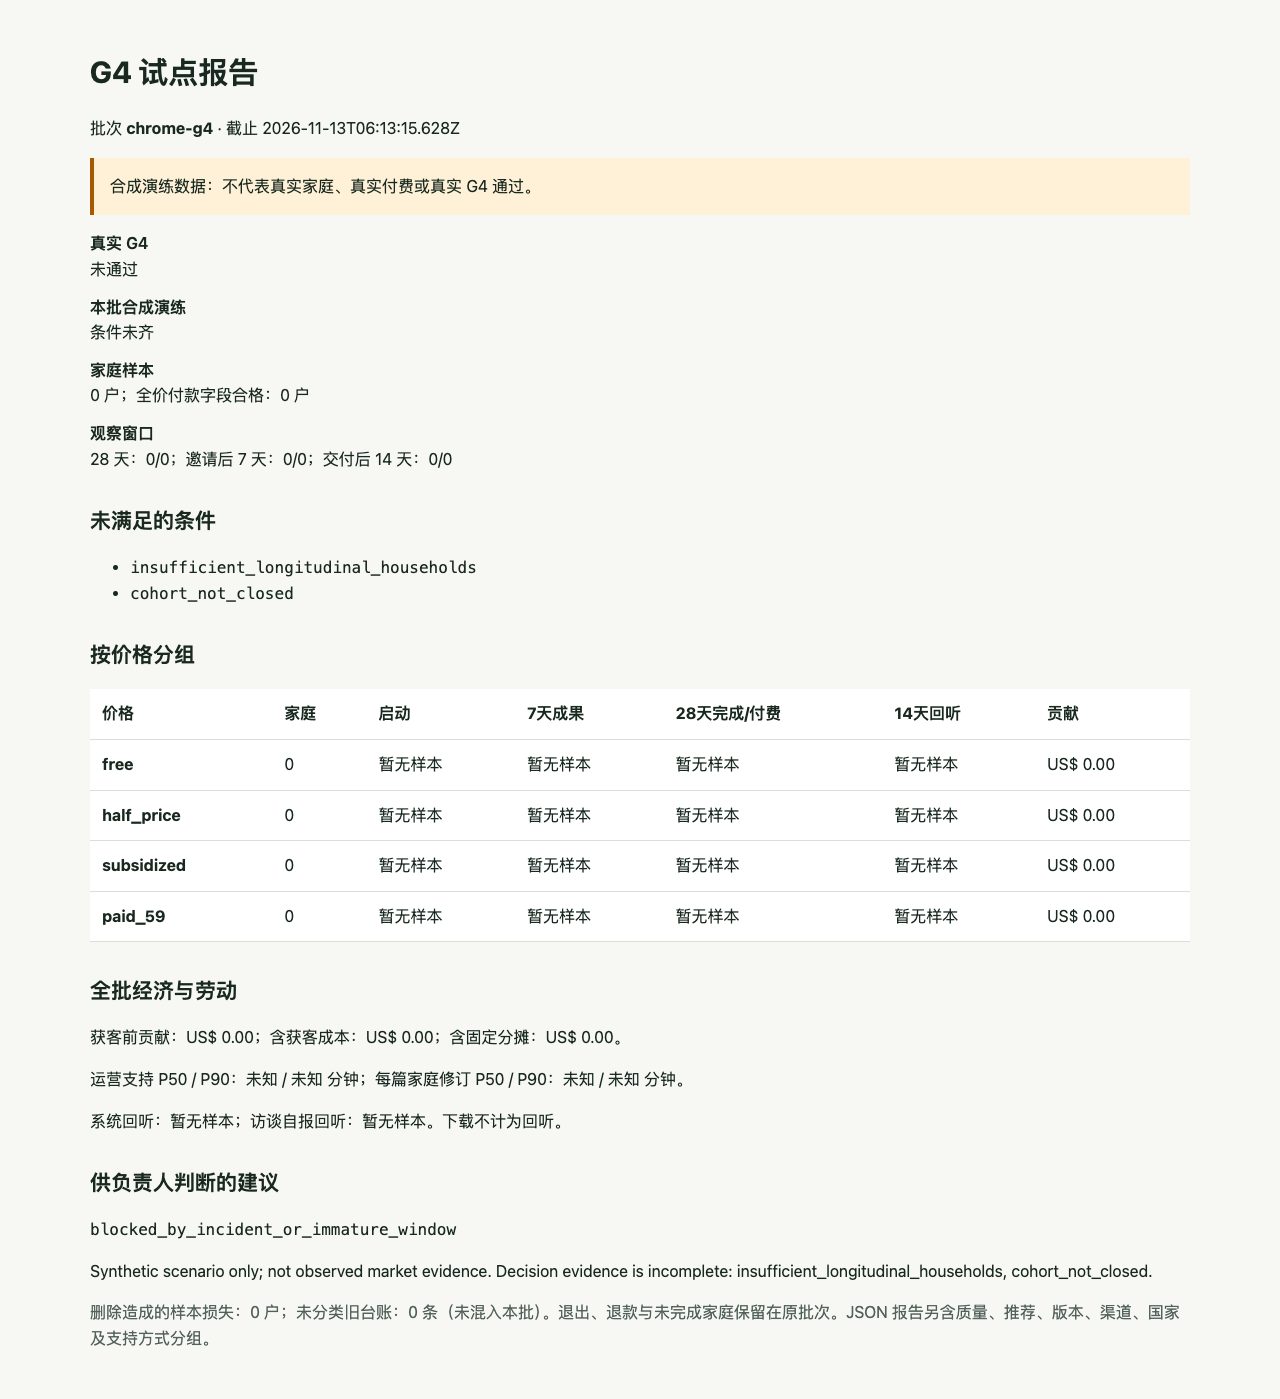 G4 试点报告
批次 chrome-g4 · 截止 2026-11-13T06:13:15.628Z
合成演练数据：不代表真实家庭、真实付费或真实 G4 通过。
真实 G4
未通过
本批合成演练
条件未齐
家庭样本
0 户；全价付款字段合格：0 户
观察窗口
28 天：0/0；邀请后 7 天：0/0；交付后 14 天：0/0
未满足的条件
• insufficient_longitudinal_households
• cohort_not_closed
按价格分组
价格 家庭 启动 7天成果 28天完成/付费 14天回听 贡献
free 0 暂无样本 暂无样本 暂无样本 暂无样本 US$ 0.00
half_price 0 暂无样本 暂无样本 暂无样本 暂无样本 US$ 0.00
subsidized 0 暂无样本 暂无样本 暂无样本 暂无样本 US$ 0.00
paid_59 0 暂无样本 暂无样本 暂无样本 暂无样本 US$ 0.00
全批经济与劳动
获客前贡献：US$ 0.00；含获客成本：US$ 0.00；含固定分摊：US$ 0.00。
运营支持 P50 / P90：未知 / 未知 分钟；每篇家庭修订 P50 / P90：未知 / 未知 分钟。
系统回听：暂无样本；访谈自报回听：暂无样本。下载不计为回听。
供负责人判断的建议
blocked_by_incident_or_immature_window
Synthetic scenario only; not observed market evidence. Decision evidence is incomplete: insufficient_longitudinal_households, cohort_not_closed.
删除造成的样本损失：0 户；未分类旧台账：0 条（未混入本批）。退出、退款与未完成家庭保留在原批次。JSON 报告另含质量、推荐、版本、渠道、国家
及支持方式分组。